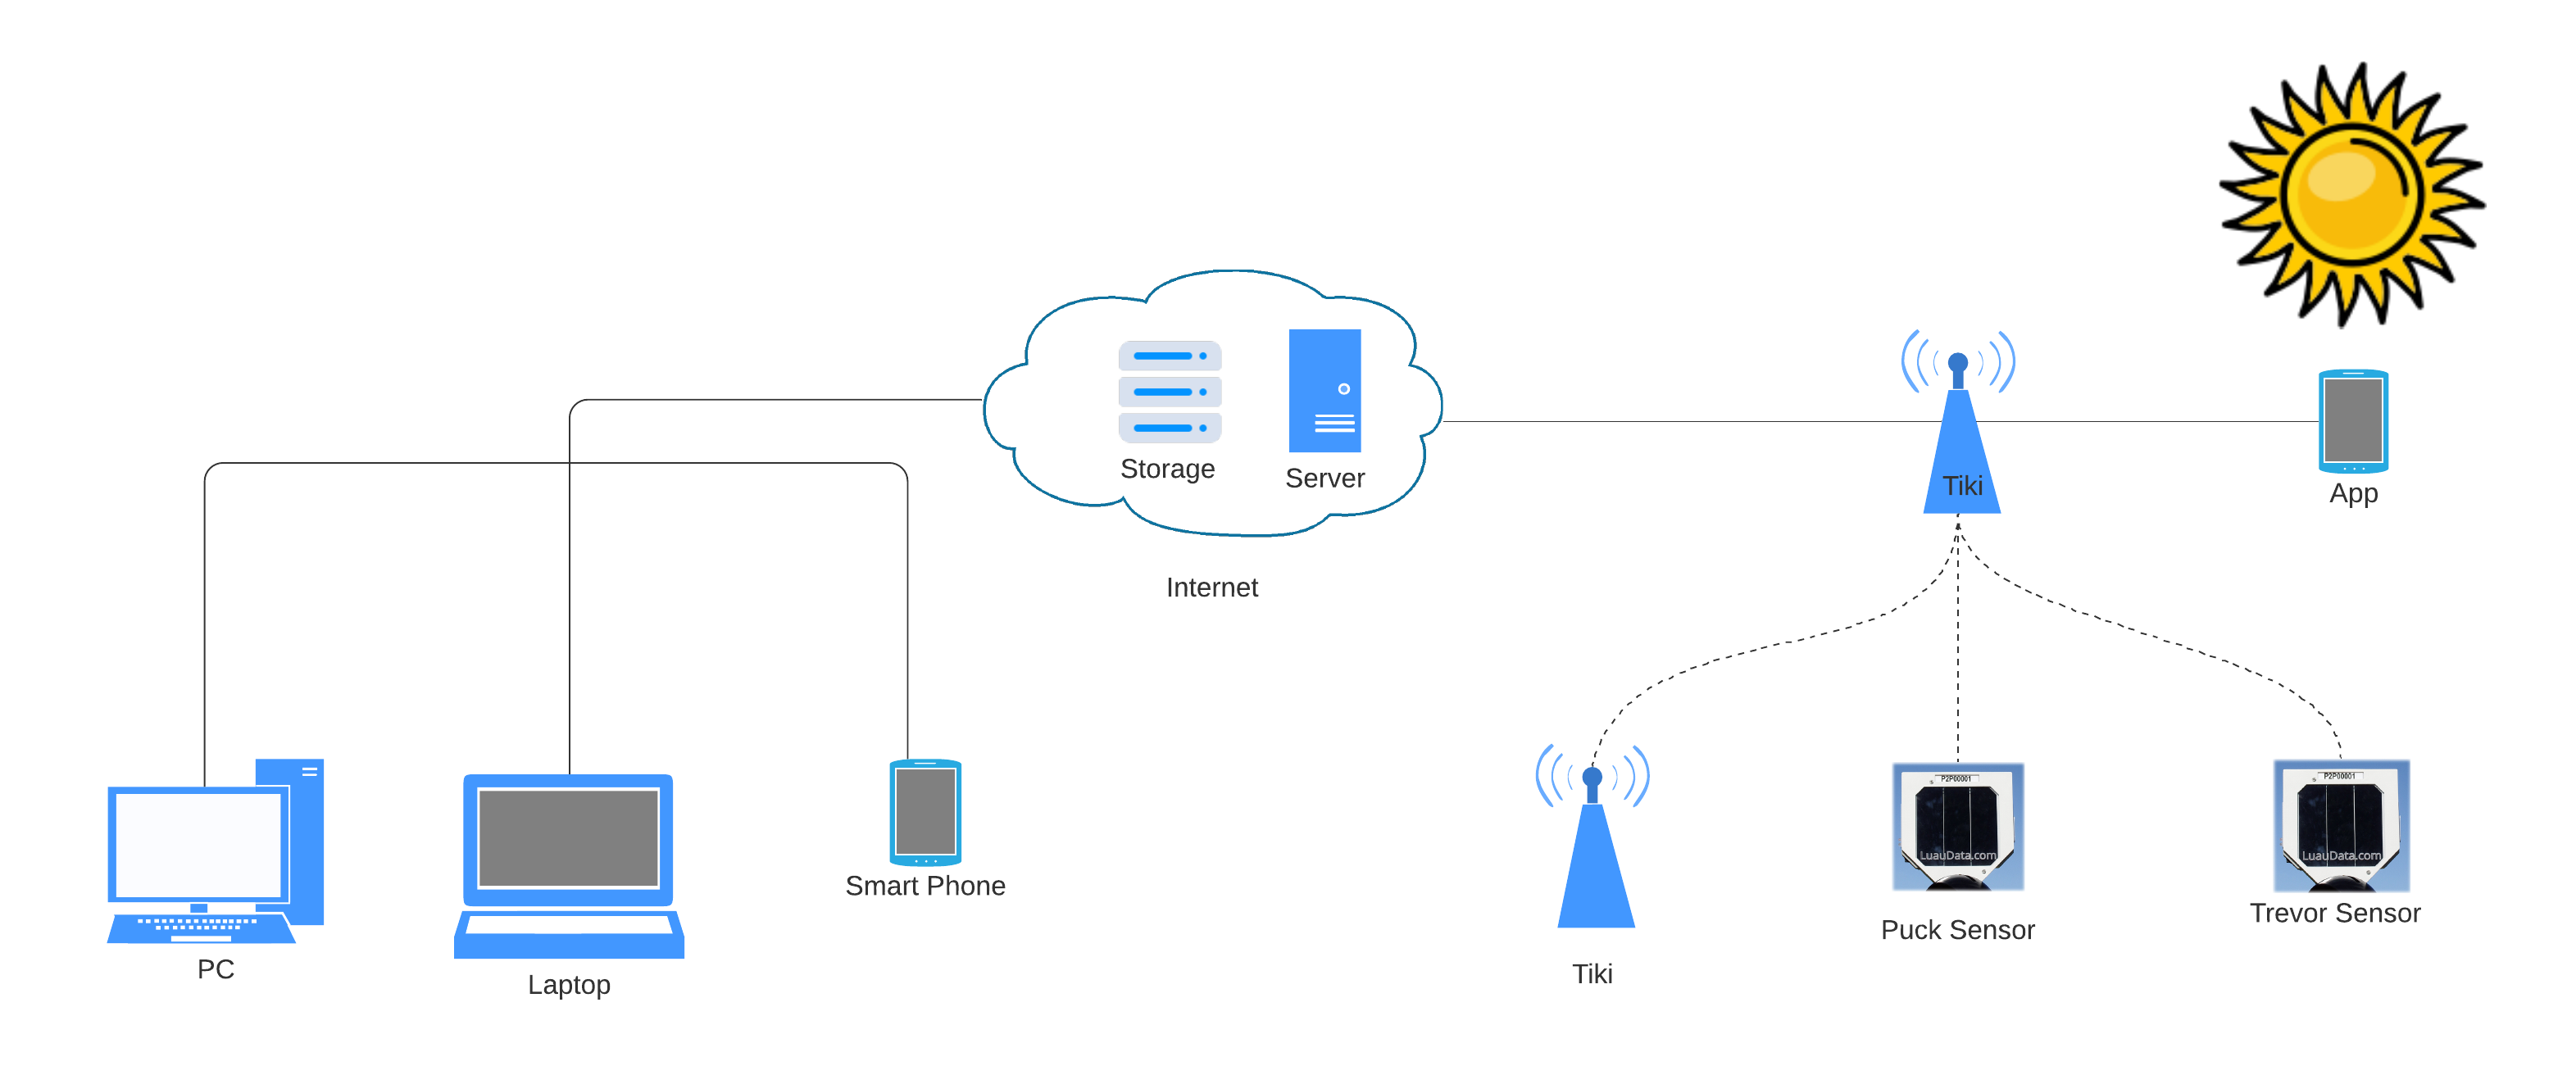 Storage
Server
Internet
Tiki
App
PC
Laptop
Smart Phone
Tiki
P2P00001
LuauData.com
Puck Sensor
P2P00001
LuauData.com
Trevor Sensor